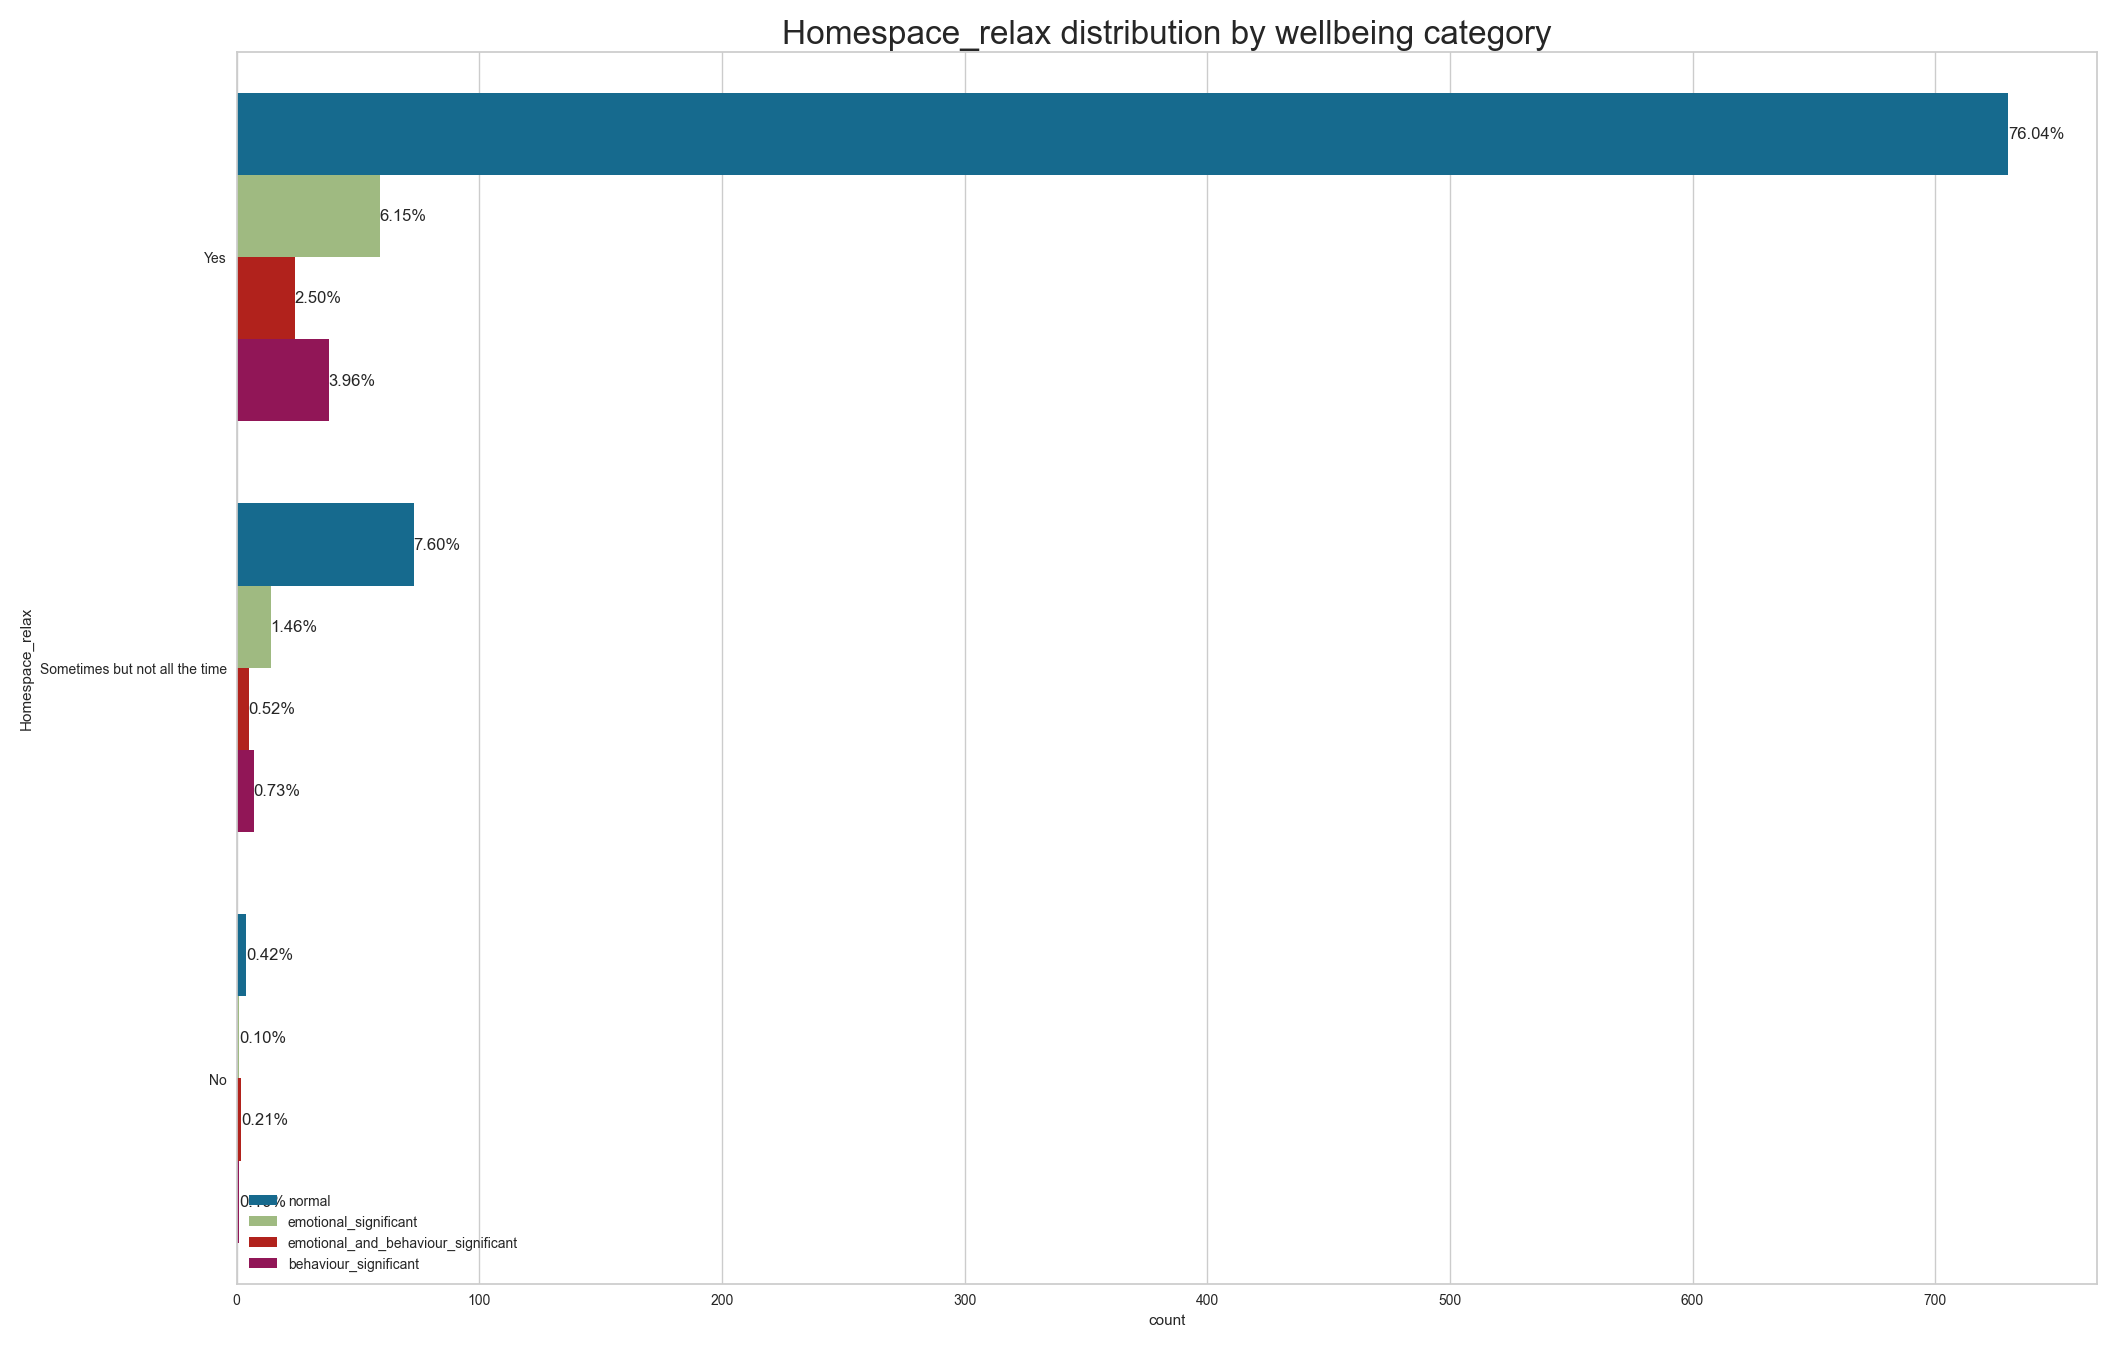 Homespace_relax distribution by wellbeing category
76.04%
6.15%
Yes
2.50%
3.96%
7.60%
1.46%
Homespace_relax
Sometimes but not all the time
0.52%
0.73%
0.42%
0.10%
No
0.21%
normal
emotional_significant
emotional_and_behaviour_significant
behaviour_significant
0 100 200 300 400 500 600 700
count